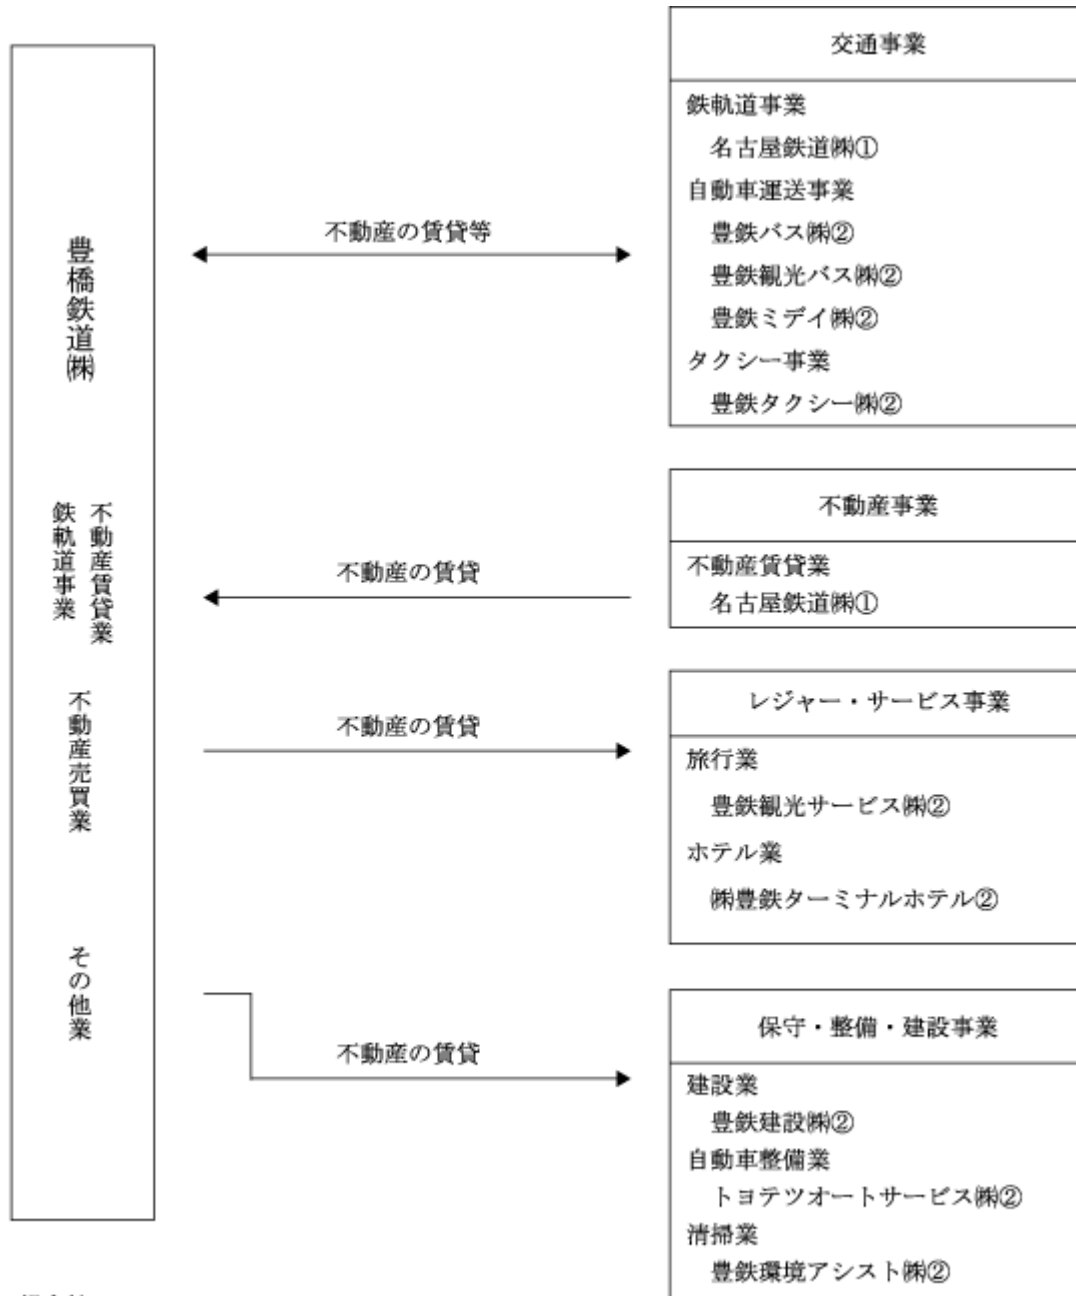 豊橋鉄道㈱
鉄軌道事業
不動産賃貸業
不動産売買業
その他業
不動産の賃貸等
不動産の賃貸
不動産の賃貸
不動産の賃貸
交通事業
鉄軌道事業
名古屋鉄道㈱①
自動車運送事業
豊鉄バス㈱②
豊鉄観光バス㈱②
豊鉄ミデイ㈱②
タクシー事業
豊鉄タクシー㈱②
不動産事業
不動産賃貸業
名古屋鉄道㈱①
レジャー・サービス事業
旅行業
豊鉄観光サービス㈱②
ホテル業
㈱豊鉄ターミナルホテル②
保守・整備・建設事業
建設業
豊鉄建設㈱②
自動車整備業
トヨテツオートサービス㈱②
清掃業
豊鉄環境アシスト㈱②